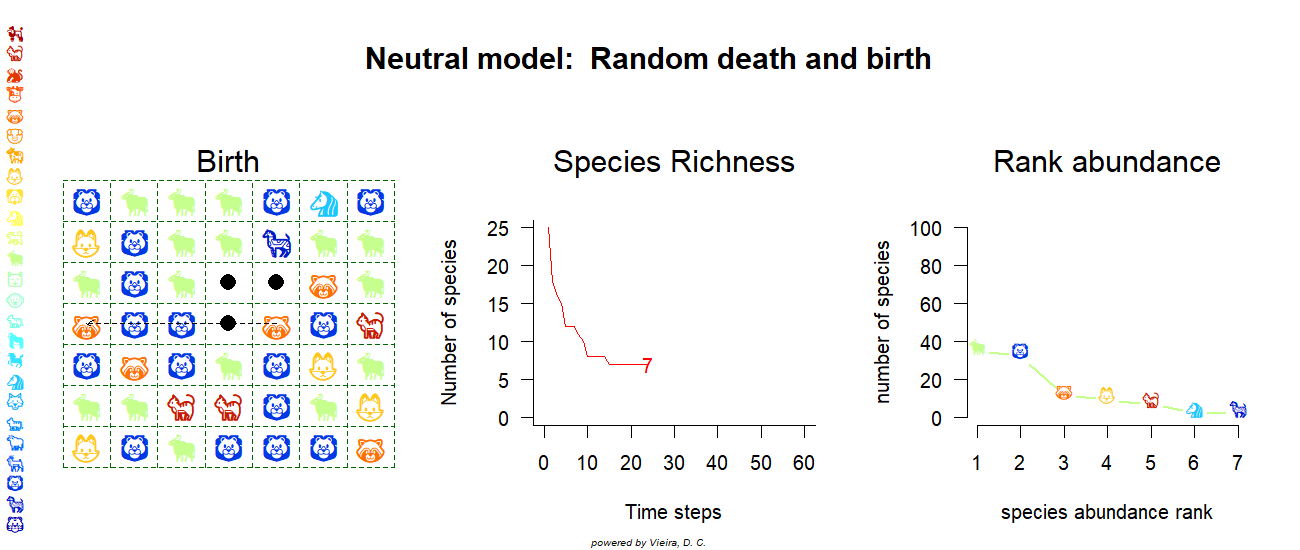 Neutral model:  Random death and birth
Birth
Species Richness
Rank abundance
Number of species
25
20
15
10
5
0
7
0 10 20 30 40 50 60
Time steps
number of species
100
80
60
40
20
0
1 2 3 4 5 6 7
species abundance rank
powered by Vieira, D. C.